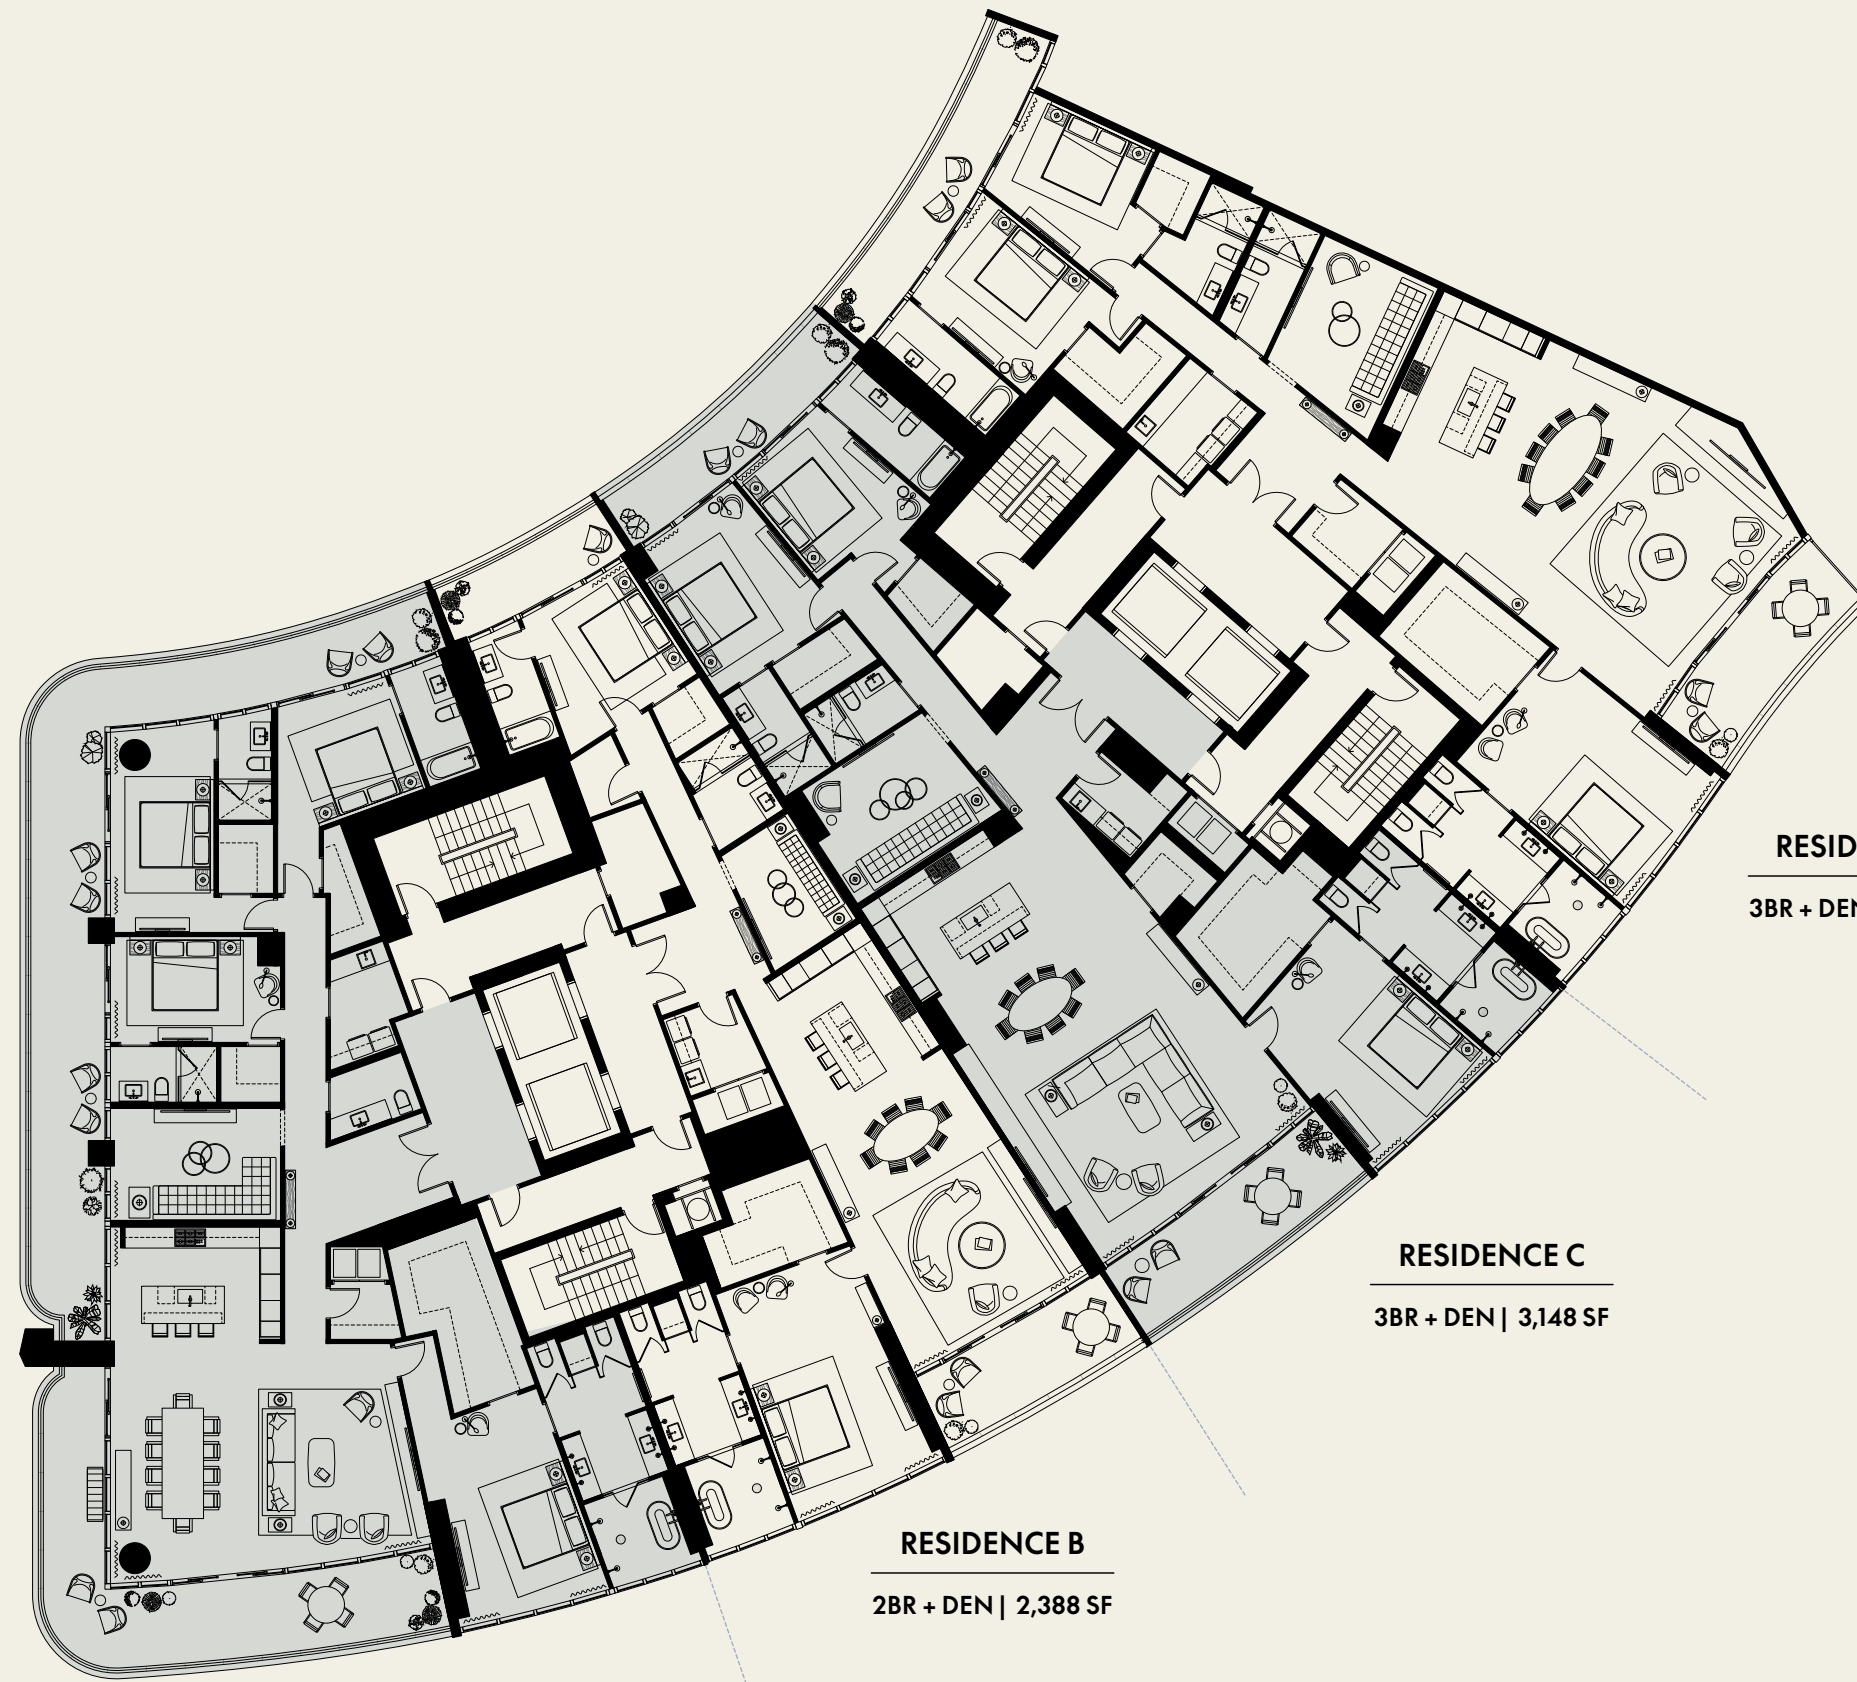 RESID
3BR + DEN
RESIDENCE C
3BR + DEN | 3,148 SF
RESIDENCE B
2BR + DEN | 2,388 SF